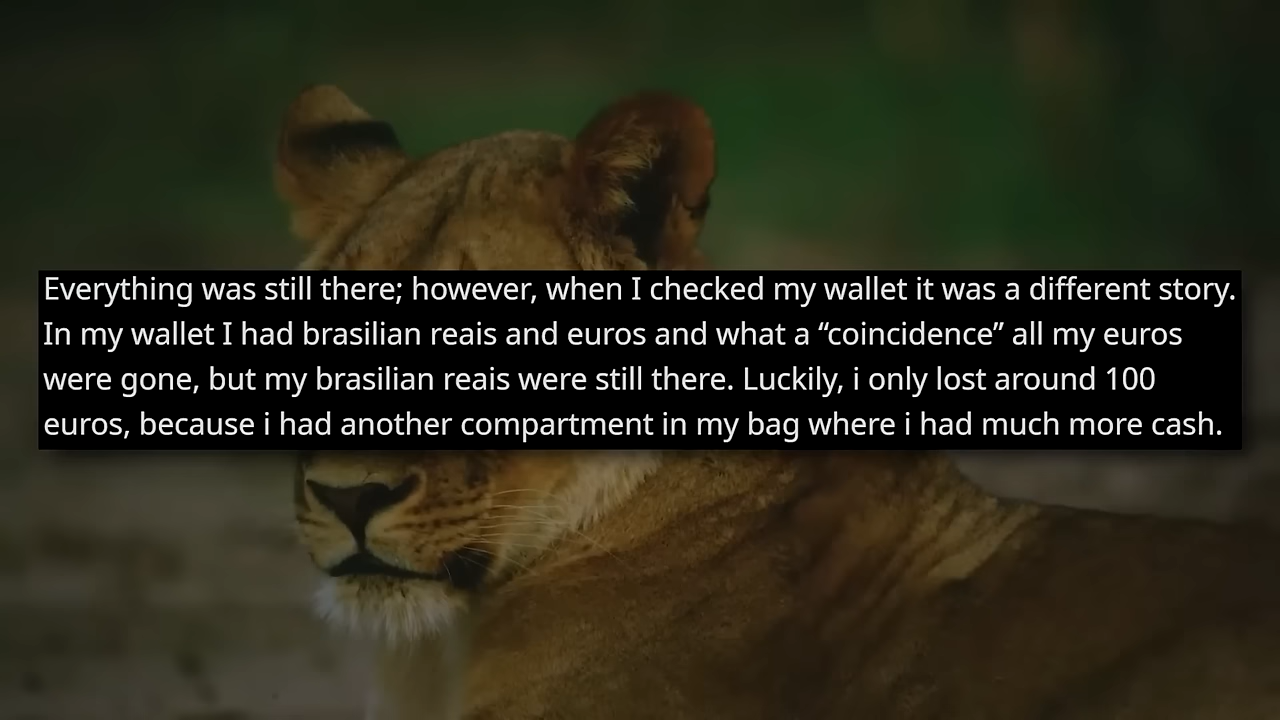 Everything was still there; however, when I checked my wallet it was a different story.
In my wallet I had brasilian reais and euros and what a “coincidence” all my euros
were gone, but my brasilian reais were still there. Luckily, i only lost around 100
euros, because i had another compartment in my bag where i had much more cash.